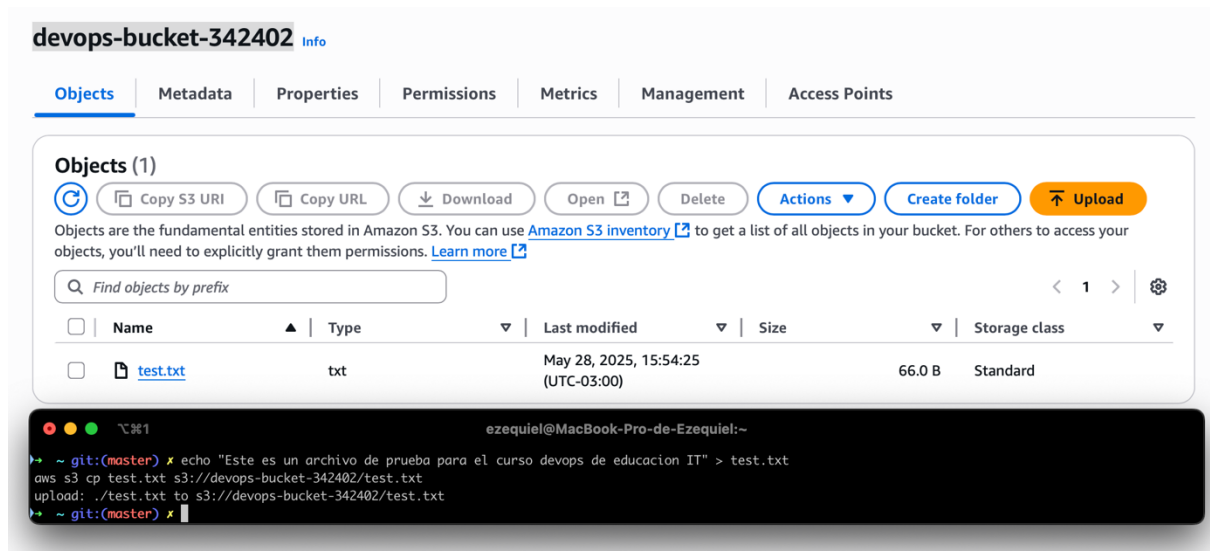 devops-bucket-342402 Info
Objects Metadata Properties Permissions Metrics Management Access Points
Objects (1)
Copy S3 URI Copy URL Download Open Delete Actions Create folder Upload
Objects are the fundamental entities stored in Amazon S3. You can use Amazon S3 inventory to get a list of all objects in your bucket. For others to access your
objects, you'll need to explicitly grant them permissions. Learn more
Find objects by prefix 1
Name Type Last modified Size Storage class
test.txt txt May 28, 2025, 15:54:25 66.0 B Standard
(UTC-03:00)
⌥⌘1 ezequiel@MacBook-Pro-de-Ezequiel:~
→ ~ git:(master) ✗ echo "Este es un archivo de prueba para el curso devops de educacion IT" > test.txt
aws s3 cp test.txt s3://devops-bucket-342402/test.txt
upload: ./test.txt to s3://devops-bucket-342402/test.txt
→ ~ git:(master) ✗